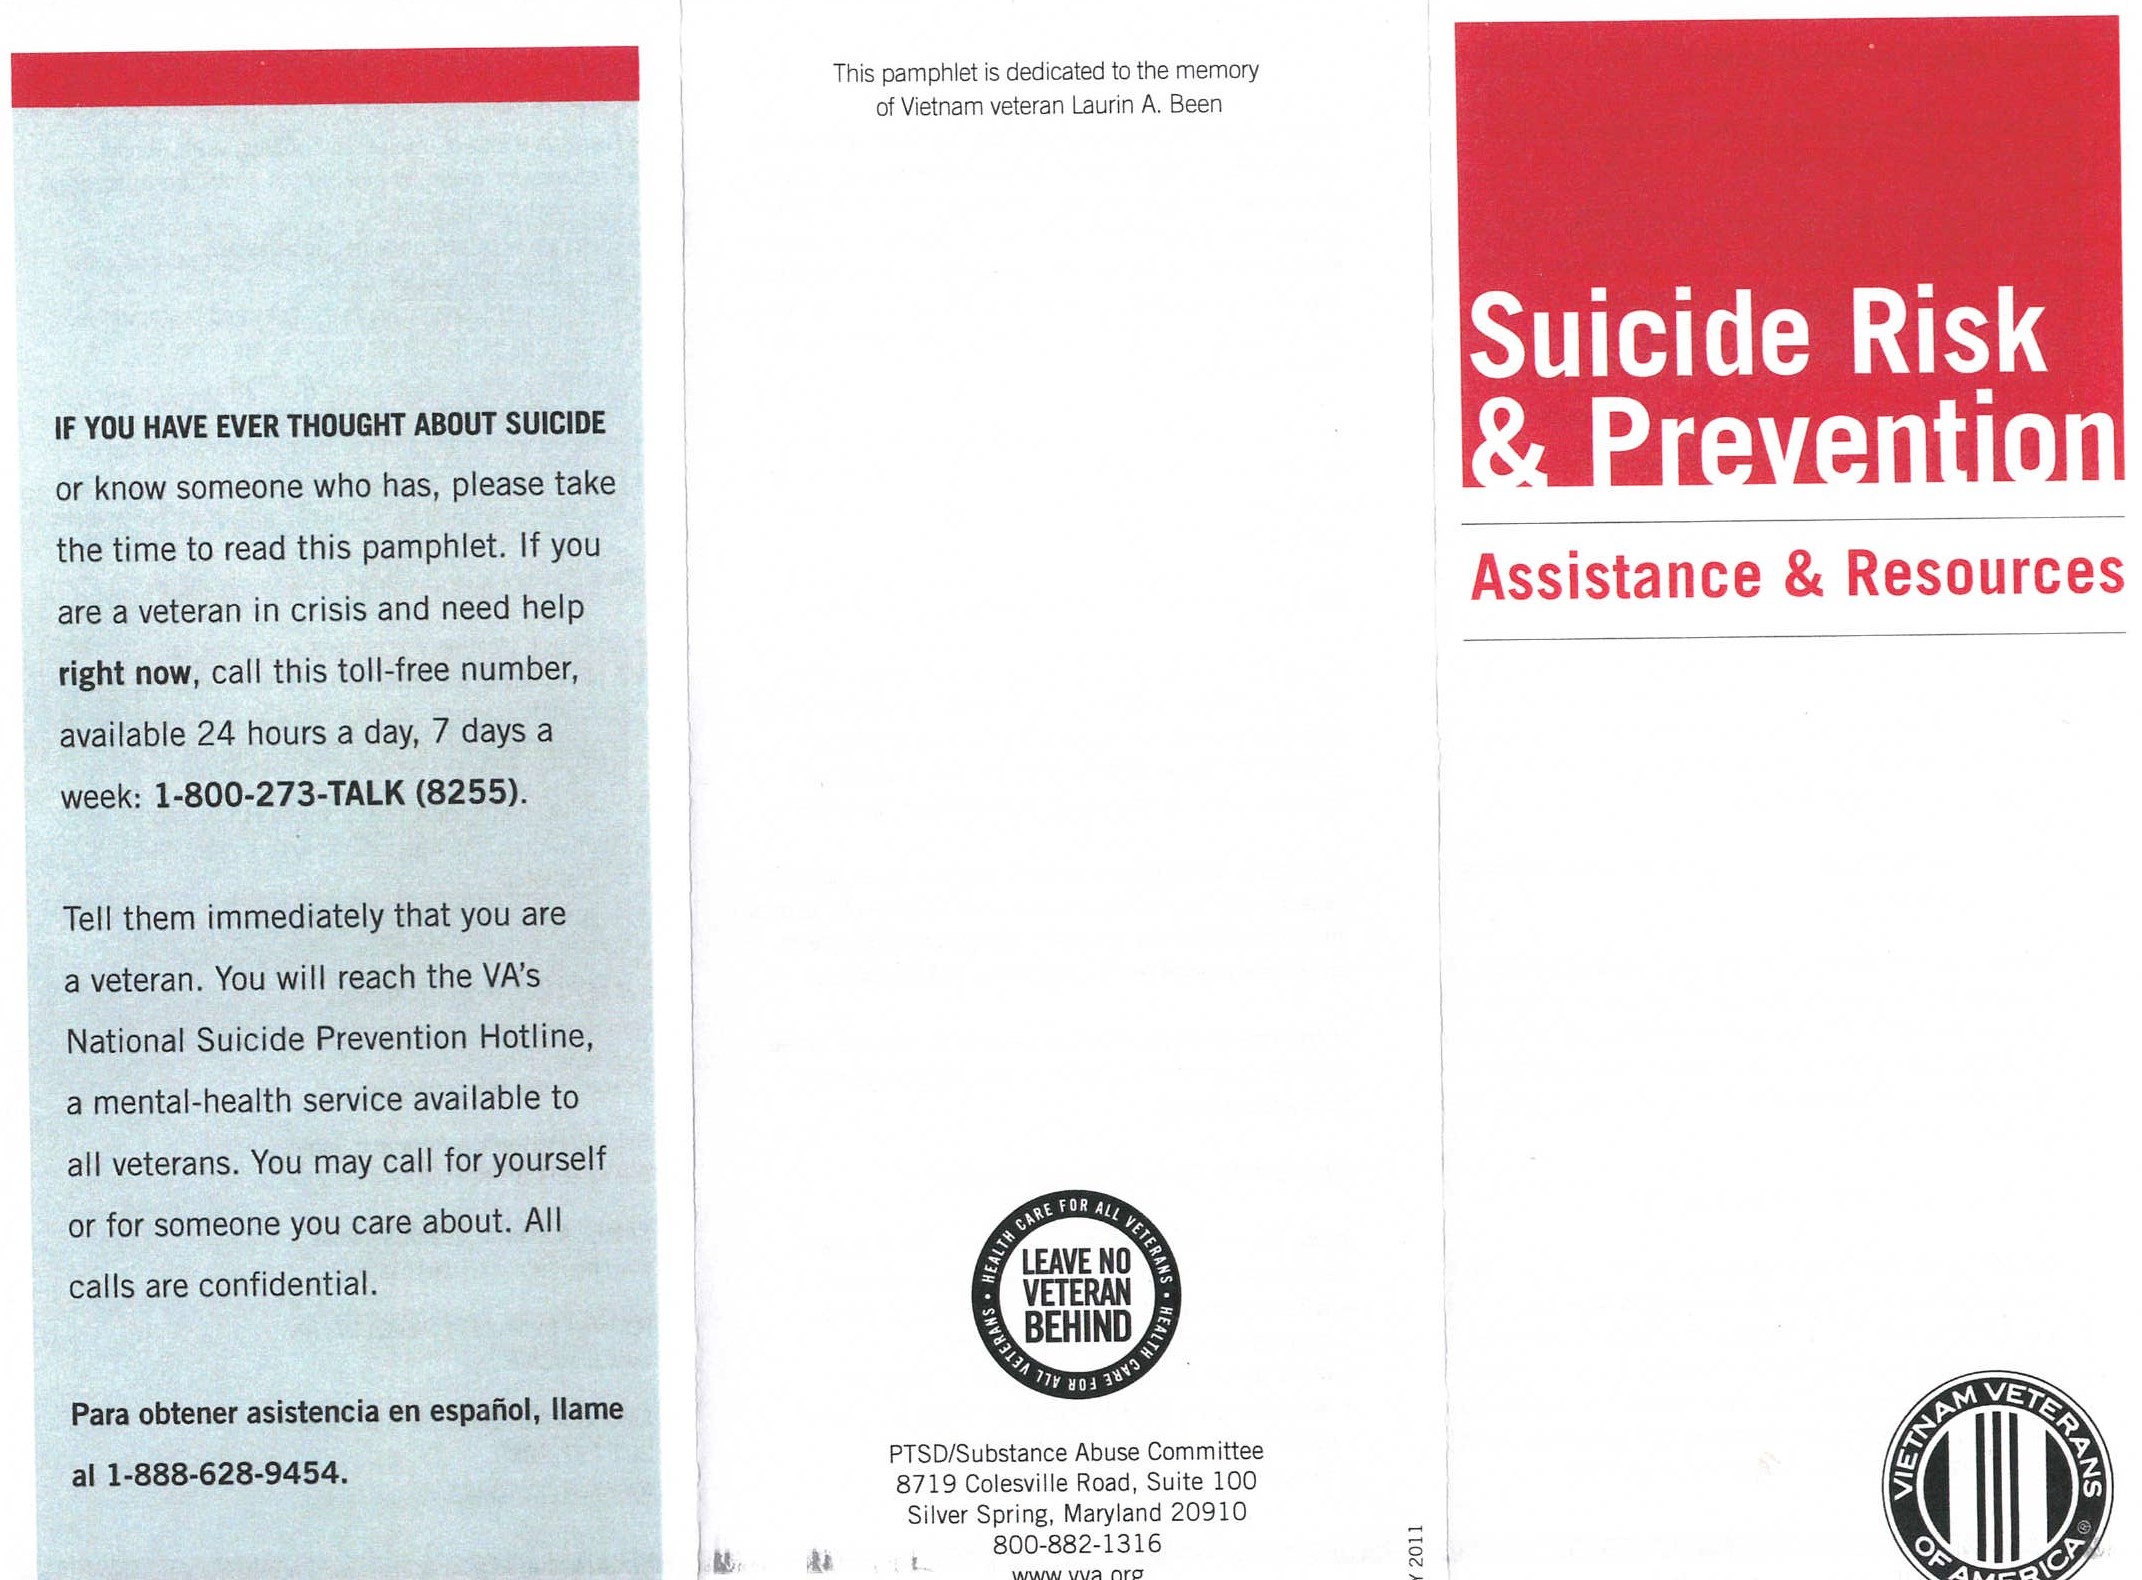 IF YOU HAVE EVER THOUGHT ABOUT SUICIDE
or know someone who has, please take
the time to read this pamphlet. If you
are a veteran in crisis and need help
right now, call this toll-free number,
available 24 hours a day, 7 days a
week: 1-800-273-TALK (8255).
Tell them immediately that you are
a veteran. You will reach the VA's
National Suicide Prevention Hotline,
a mental-health service available to
all veterans. You may call for yourself
or for someone you care about. All
calls are confidential.
Para obtener asistencia en español, llame
al 1-888-628-9454.
This pamphlet is dedicated to the memory
of Vietnam veteran Laurin A. Been
HEALTH CARE FOR ALL VETERANS • HEALTH CARE FOR ALL VETERANS •
LEAVE NO
VETERAN
BEHIND
PTSD/Substance Abuse Committee
8719 Colesville Road, Suite 100
Silver Spring, Maryland 20910
800-882-1316
www.vva.org
2011
Suicide Risk
& Prevention
Assistance & Resources
VIETNAM VETERANS
OF AMERICA ®